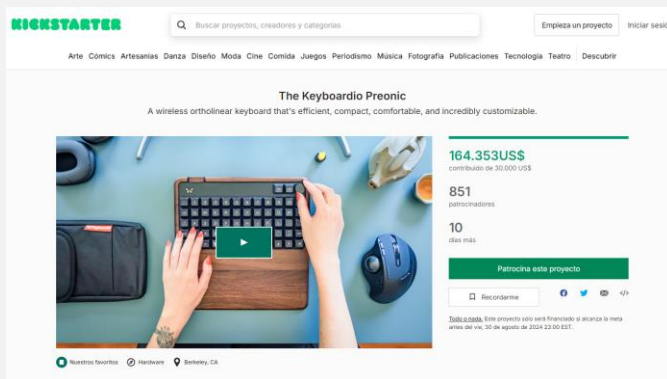 KICKSTARTER
Buscar proyectos, creadores y categorías
Empieza un proyecto
Iniciar sesió
Arte Cómics Artesanías Danza Diseño Moda Cine Comida Juegos Periodismo Música Fotografía Publicaciones Tecnología Teatro Descubrir
The Keyboardio Preonic
A wireless ortholinear keyboard that's efficient, compact, comfortable, and incredibly customizable.
164.353US$
contribuido de 30.000 US$
851
patrocinadores
10
días más
Patrocina este proyecto
Recordarme
Todo o nada. Este proyecto sólo será financiado si alcanza la meta
antes del vie, 30 de agosto de 2024 23:00 EST.
Nuestros favoritos Hardware Berkeley, CA